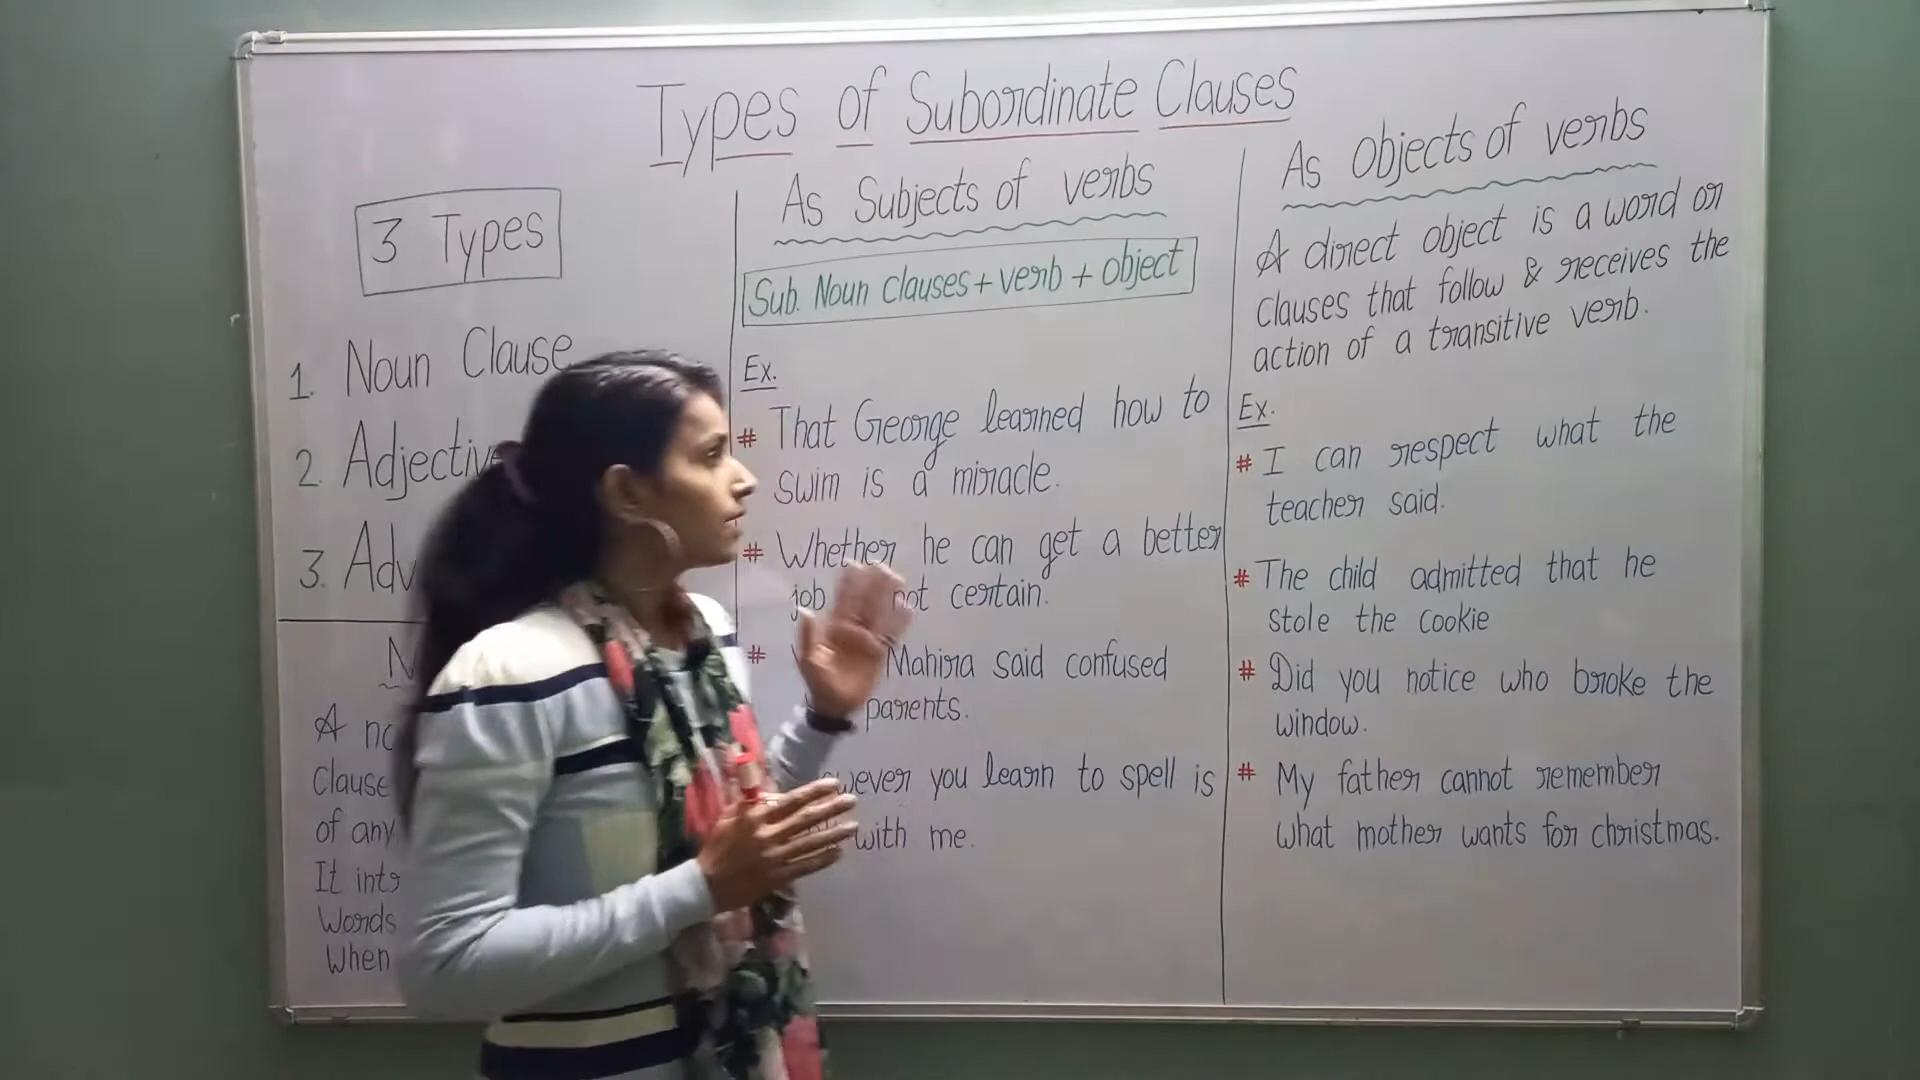 Types of Subordinate Clauses
3 Types
1. Noun Clause
2. Adjective
3.
A
Clause
of any
It
Words
When
As Subjects of verbs
Sub. Noun clauses + verb + object
Ex.
# That George learned how to
swim is a miracle.
# Whether he can get a better
job not certain.
# Mahira said confused
parents.
you learn to spell is
with me.
As Objects of verbs
A direct object is a word or
clauses that follow & receives the
action of a transitive verb.
Ex.
# I can respect what the
teacher said.
# The child admitted that he
stole the cookie
# Did you notice who broke the
window.
# My father cannot remember
what mother wants for christmas.